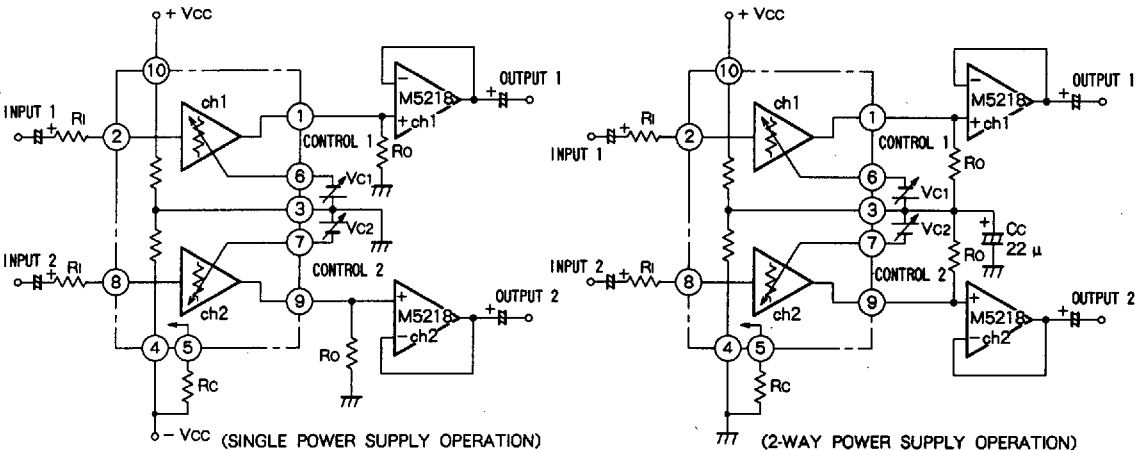 + VCC
10
INPUT 1
+
RI
2
ch1
1
CONTROL 1
6
VC1
3
7
VC2
CONTROL 2
RO
−
M5218
+
ch1
+
OUTPUT 1
INPUT 2
+
RI
8
ch2
9
RO
+
M5218
−
ch2
+
OUTPUT 2
4
5
RC
− VCC
(SINGLE POWER SUPPLY OPERATION)
+ VCC
10
INPUT 1
+
RI
2
ch1
1
CONTROL 1
6
VC1
3
7
VC2
CONTROL 2
RO
RO
+
CC
22 μ
−
M5218
+
ch1
+
OUTPUT 1
INPUT 2
+
RI
8
ch2
9
+
M5218
−
ch2
+
OUTPUT 2
4
5
RC
(2-WAY POWER SUPPLY OPERATION)